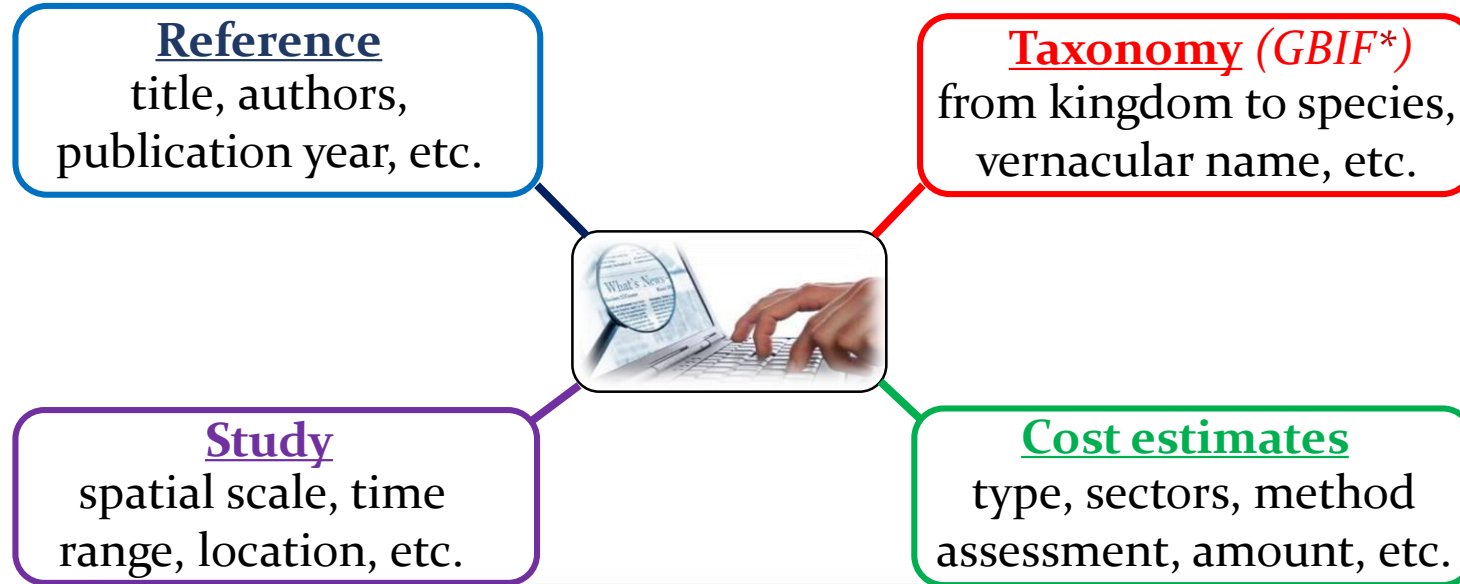 Reference
title, authors,
publication year, etc.
Taxonomy (GBIF*)
from kingdom to species,
vernacular name, etc.
What's News
Study
spatial scale, time
range, location, etc.
Cost estimates
type, sectors, method
assessment, amount, etc.